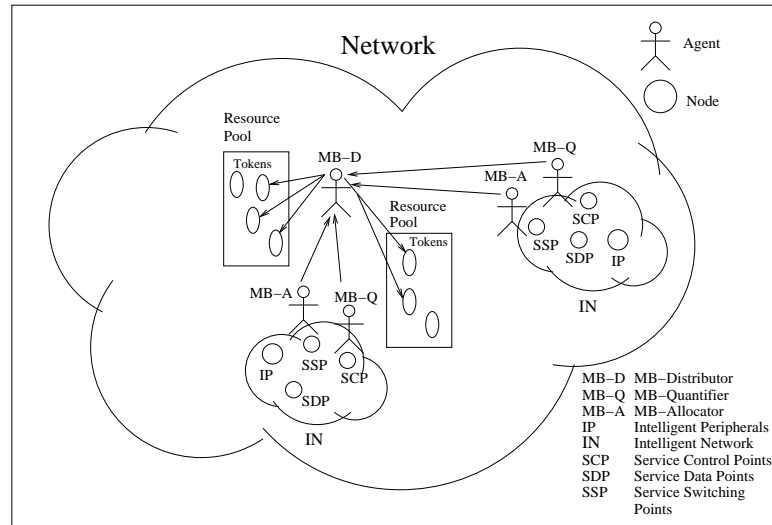 Network
Agent
Node
Resource
Pool
Tokens
MB–D
MB–Q
MB–A
Resource
Pool
Tokens
SCP
SSP
SDP
IP
IN
MB–A
MB–Q
IP
SSP
SCP
SDP
IN
MB–D MB–Distributor
MB–Q MB–Quantifier
MB–A MB–Allocator
IP Intelligent Peripherals
IN Intelligent Network
SCP Service Control Points
SDP Service Data Points
SSP Service Switching
Points